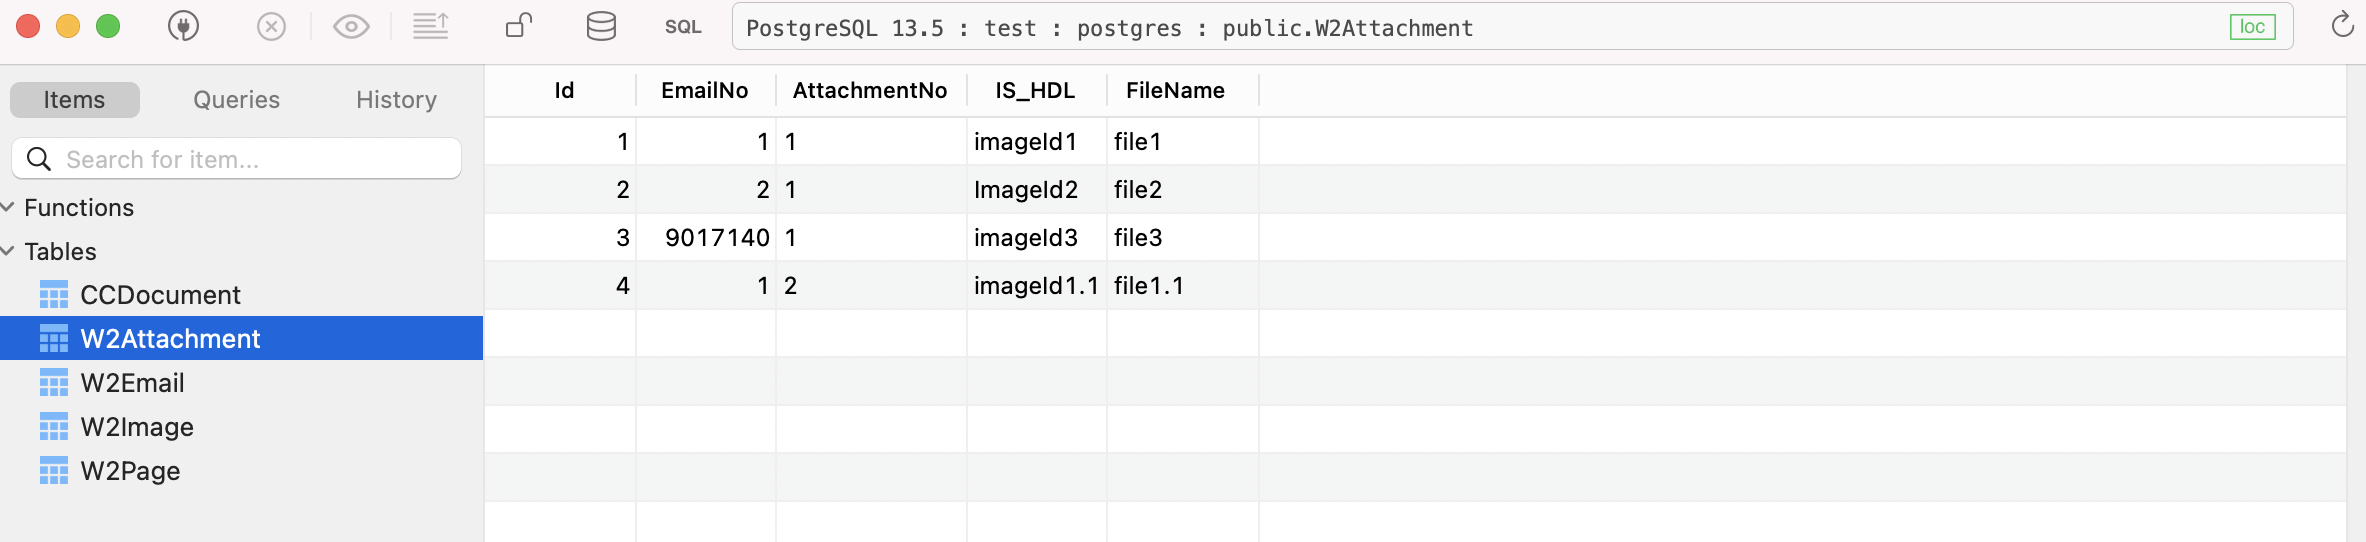 SQL PostgreSQL 13.5 : test : postgres : public.W2Attachment loc
Items Queries History
Search for item...
Functions
Tables
CCDocument
W2Attachment
W2Email
W2Image
W2Page
Id EmailNo AttachmentNo IS_HDL FileName
1 1 1 imageId1 file1
2 2 1 ImageId2 file2
3 9017140 1 imageId3 file3
4 1 2 imageId1.1 file1.1